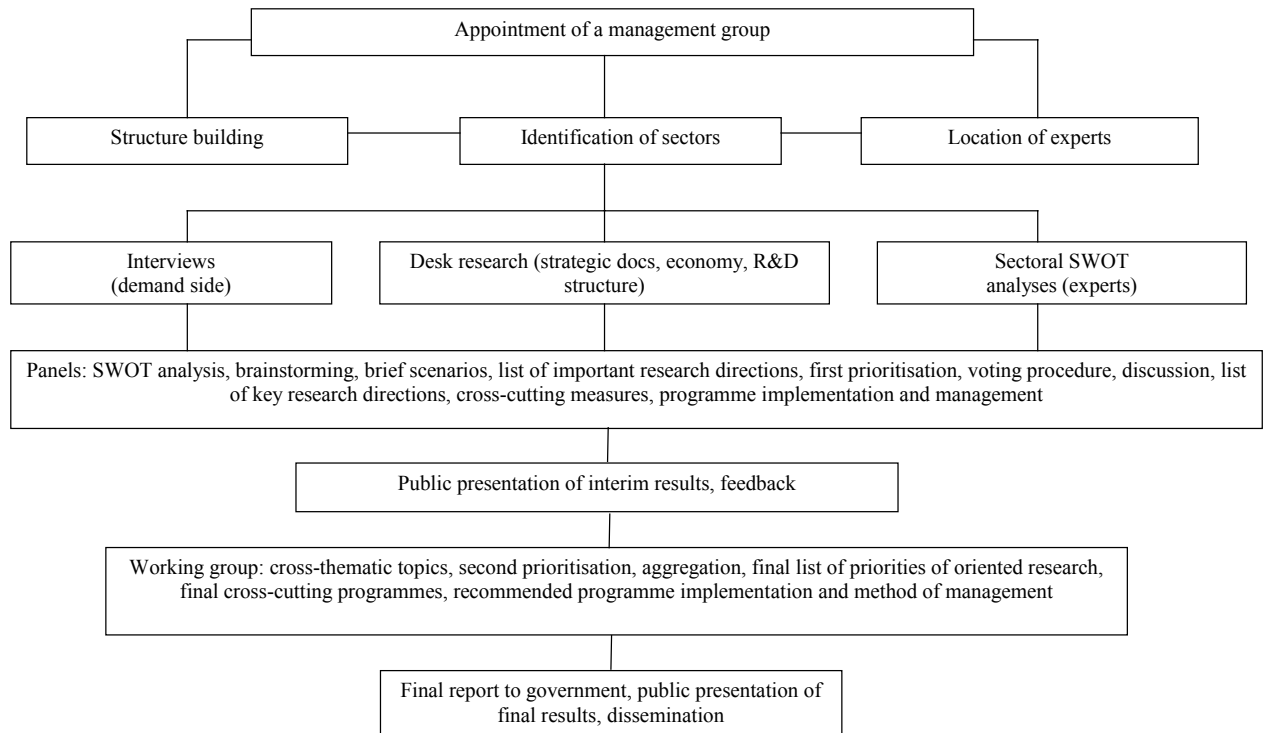 Appointment of a management group
Structure building
Identification of sectors
Location of experts
Interviews
(demand side)
Desk research (strategic docs, economy, R&D
structure)
Sectoral SWOT
analyses (experts)
Panels: SWOT analysis, brainstorming, brief scenarios, list of important research directions, first prioritisation, voting procedure, discussion, list
of key research directions, cross-cutting measures, programme implementation and management
Public presentation of interim results, feedback
Working group: cross-thematic topics, second prioritisation, aggregation, final list of priorities of oriented research,
final cross-cutting programmes, recommended programme implementation and method of management
Final report to government, public presentation of
final results, dissemination